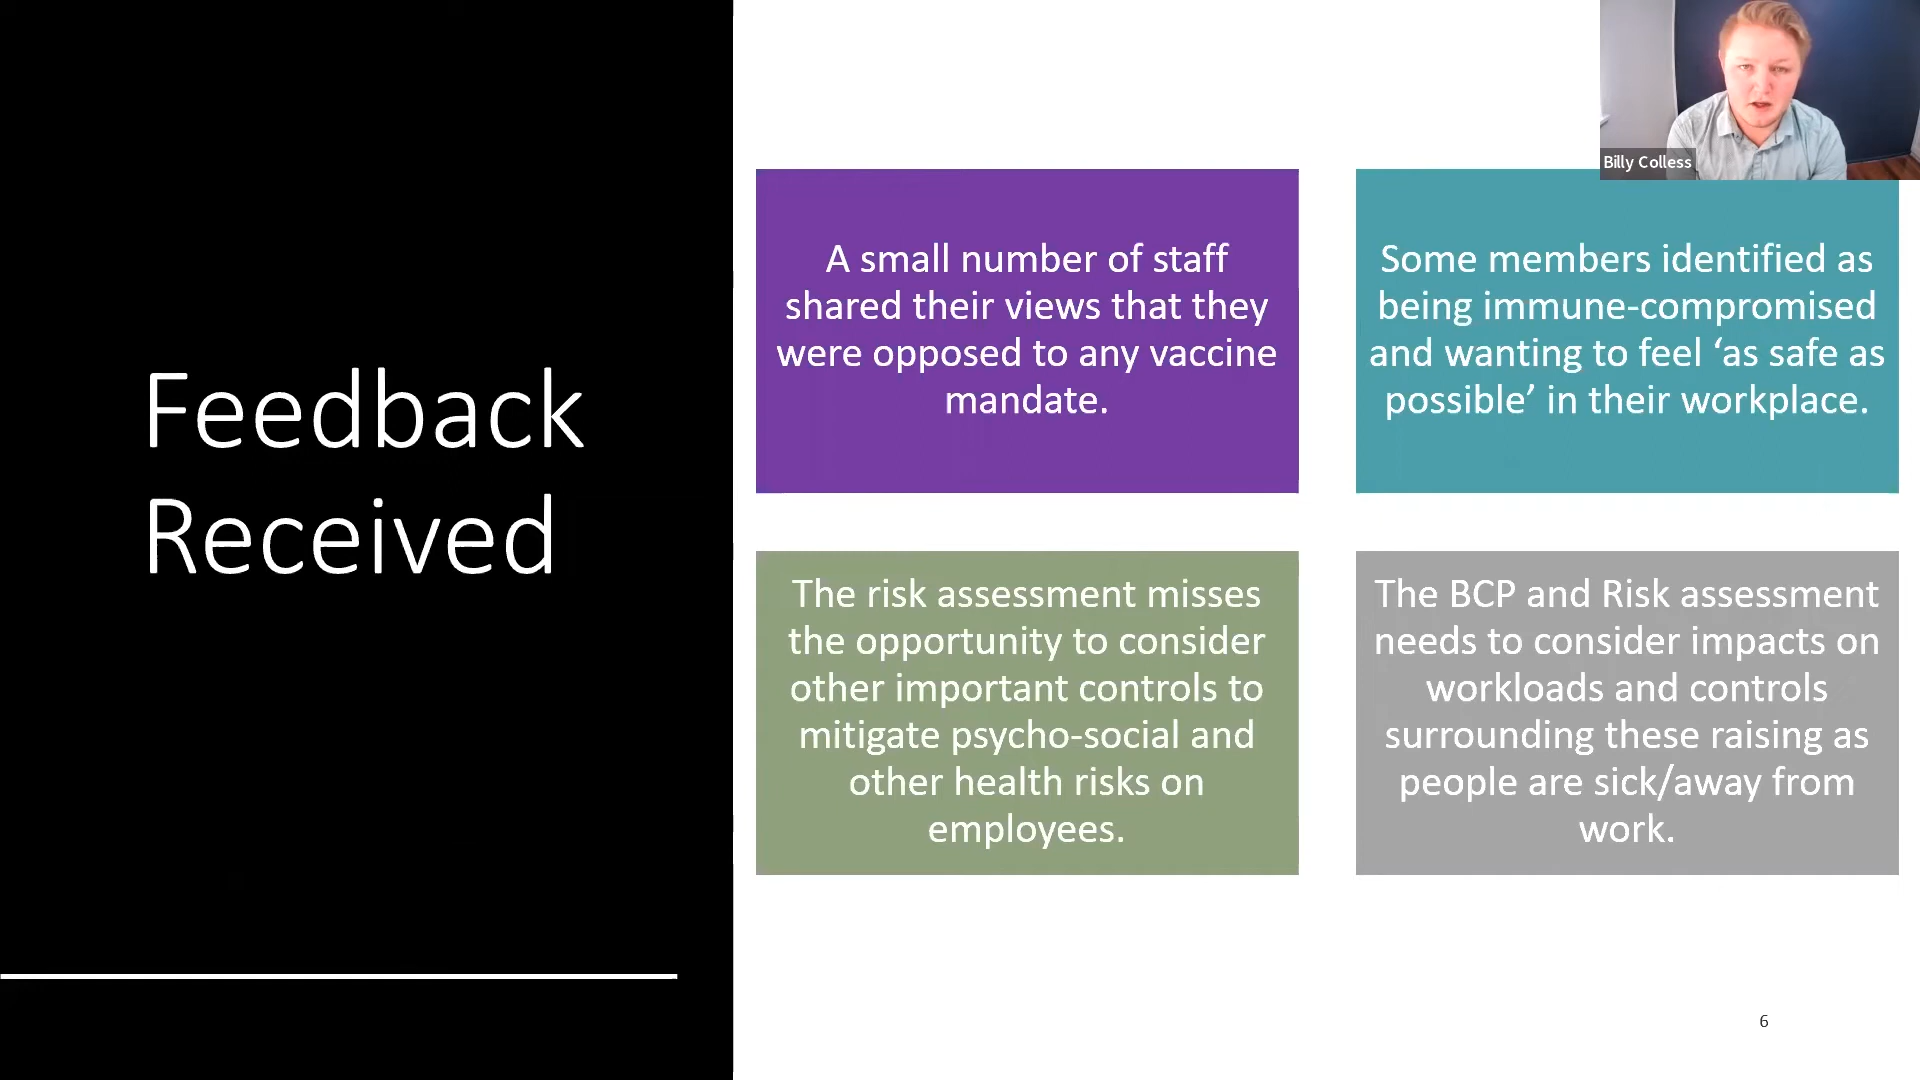 Feedback
Received
A small number of staff
shared their views that they
were opposed to any vaccine
mandate.
Some members identified as
being immune-compromised
and wanting to feel ‘as safe as
possible’ in their workplace.
The risk assessment misses
the opportunity to consider
other important controls to
mitigate psycho-social and
other health risks on
employees.
The BCP and Risk assessment
needs to consider impacts on
workloads and controls
surrounding these raising as
people are sick/away from
work.
Billy Colless
6